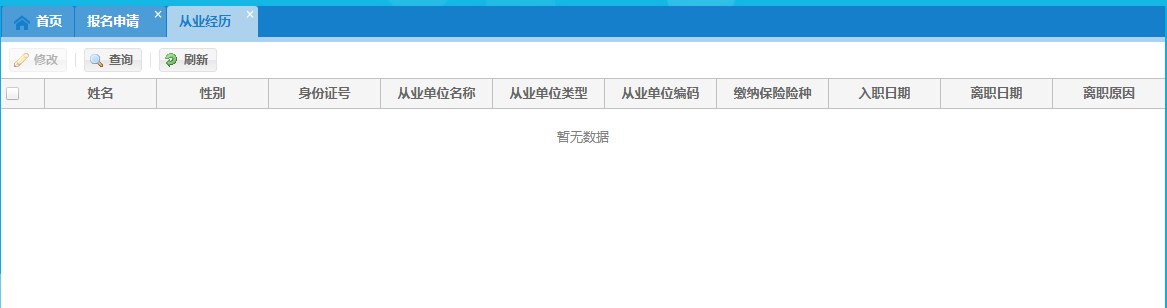 首页 报名申请 从业经历
修改 查询 刷新
姓名 性别 身份证号 从业单位名称 从业单位类型 从业单位编码 缴纳保险险种 入职日期 离职日期 离职原因
暂无数据